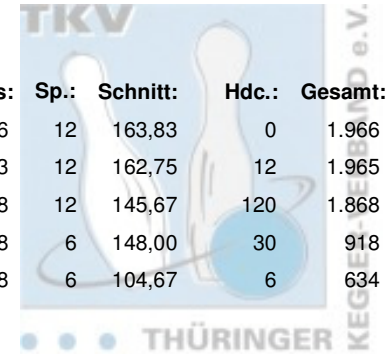 TKV
s: Sp.: Schnitt: Hdc.: Gesamt:
6 12 163,83 0 1.966
3 12 162,75 12 1.965
8 12 145,67 120 1.868
8 6 148,00 30 918
8 6 104,67 6 634
THÜRINGER
KEGLER-VERBAND e.V.